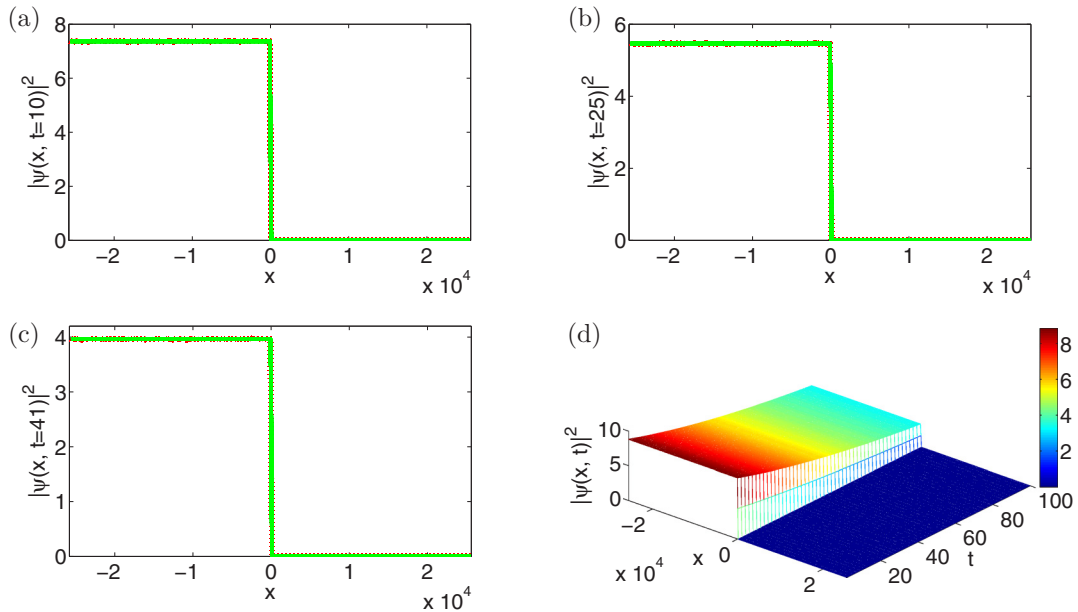 (a)
8
6
4
2
0
|ψ(x, t=10)|²
−2 −1 0 1 2
x
x 10⁴
(b)
6
4
2
0
|ψ(x, t=25)|²
−2 −1 0 1 2
x
x 10⁴
(c)
4
3
2
1
0
|ψ(x, t=41)|²
−2 −1 0 1 2
x
x 10⁴
(d)
10
5
0
|ψ(x, t)|²
−2 0 2
x
x 10⁴
20 40 60 80 100
t
8
6
4
2